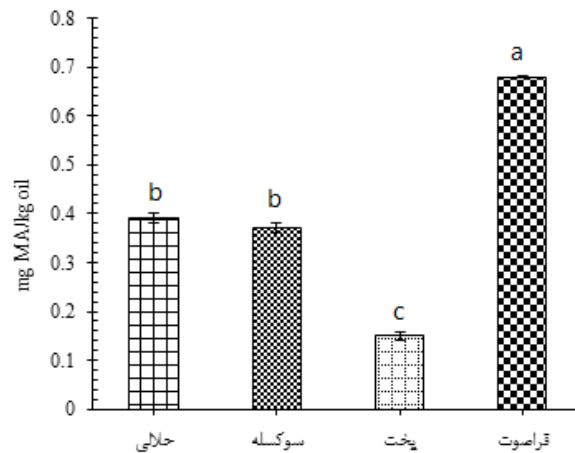 0.8
0.7
0.6
0.5
0.4
0.3
0.2
0.1
0
mg MA/kg oil
b
b
c
a
حلالی
سوکسله
پخت
قراصوت